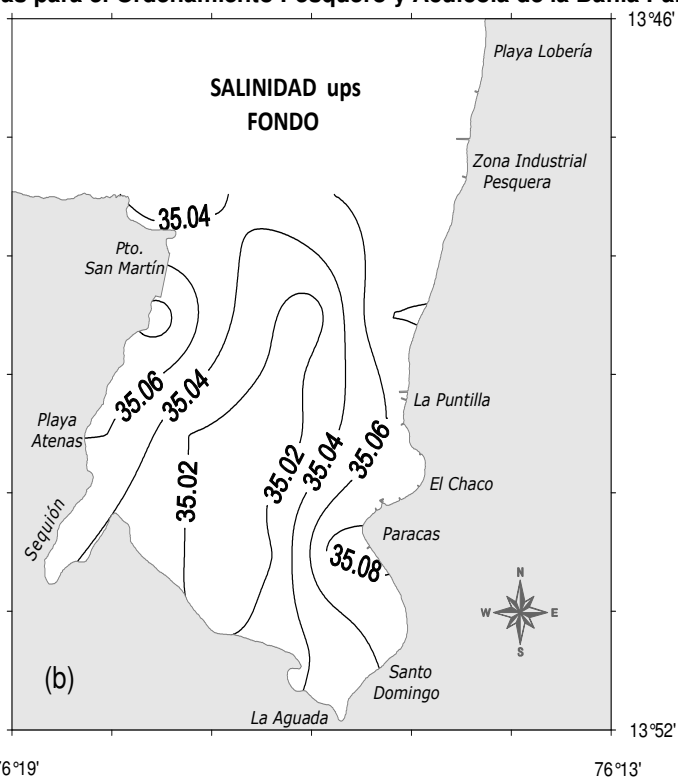 as para el Ordenamiento Pesquero y Acuícola de la Bahía Pa
13°46'
Playa Lobería
SALINIDAD ups
FONDO
Zona Industrial
Pesquera
35.04
Pto.
San Martín
35.06
35.04
La Puntilla
Playa
Atenas
35.06
35.04
35.02
35.02
El Chaco
Sequión
Paracas
35.08
N
W
E
S
(b)
Santo
Domingo
La Aguada
13°52'
76°19'
76°13'